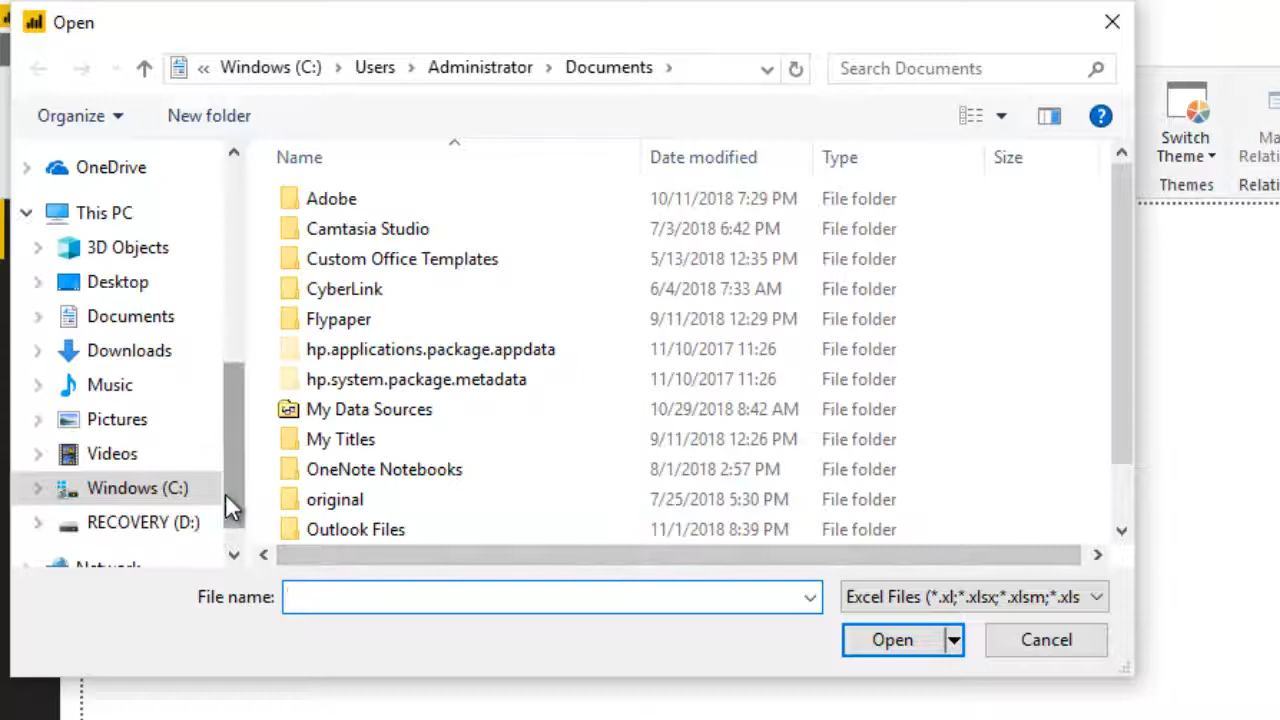 Open
« Windows (C:) › Users › Administrator › Documents ›
Search Documents
Organize
New folder
Switch
Theme
Themes
Ma
Relati
Relati
OneDrive
This PC
3D Objects
Desktop
Documents
Downloads
Music
Pictures
Videos
Windows (C:)
RECOVERY (D:)
Network
Name Date modified Type Size
Adobe 10/11/2018 7:29 PM File folder
Camtasia Studio 7/3/2018 6:42 PM File folder
Custom Office Templates 5/13/2018 12:35 PM File folder
CyberLink 6/4/2018 7:33 AM File folder
Flypaper 9/11/2018 12:29 PM File folder
hp.applications.package.appdata 11/10/2017 11:26 File folder
hp.system.package.metadata 11/10/2017 11:26 File folder
My Data Sources 10/29/2018 8:42 AM File folder
My Titles 9/11/2018 12:26 PM File folder
OneNote Notebooks 8/1/2018 2:57 PM File folder
original 7/25/2018 5:30 PM File folder
Outlook Files 11/1/2018 8:39 PM File folder
File name:
Excel Files (*.xl;*.xlsx;*.xlsm;*.xls
Open
Cancel